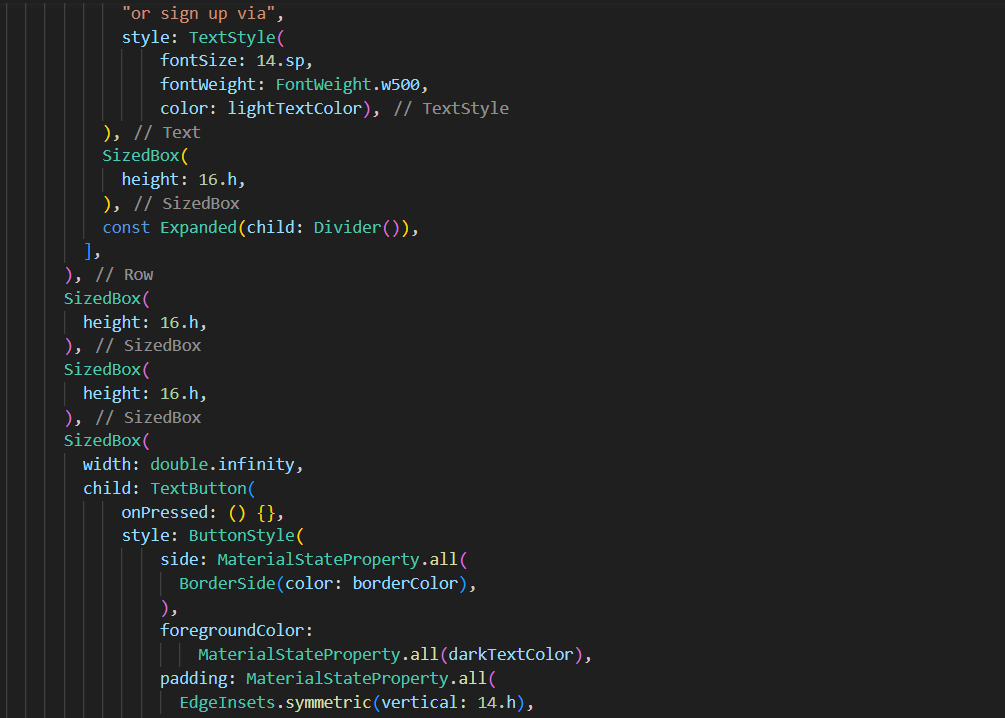 "or sign up via",
style: TextStyle(
fontSize: 14.sp,
fontWeight: FontWeight.w500,
color: lightTextColor), // TextStyle
), // Text
SizedBox(
height: 16.h,
), // SizedBox
const Expanded(child: Divider()),
],
), // Row
SizedBox(
height: 16.h,
), // SizedBox
SizedBox(
height: 16.h,
), // SizedBox
SizedBox(
width: double.infinity,
child: TextButton(
onPressed: () {},
style: ButtonStyle(
side: MaterialStateProperty.all(
BorderSide(color: borderColor),
),
foregroundColor:
MaterialStateProperty.all(darkTextColor),
padding: MaterialStateProperty.all(
EdgeInsets.symmetric(vertical: 14.h),